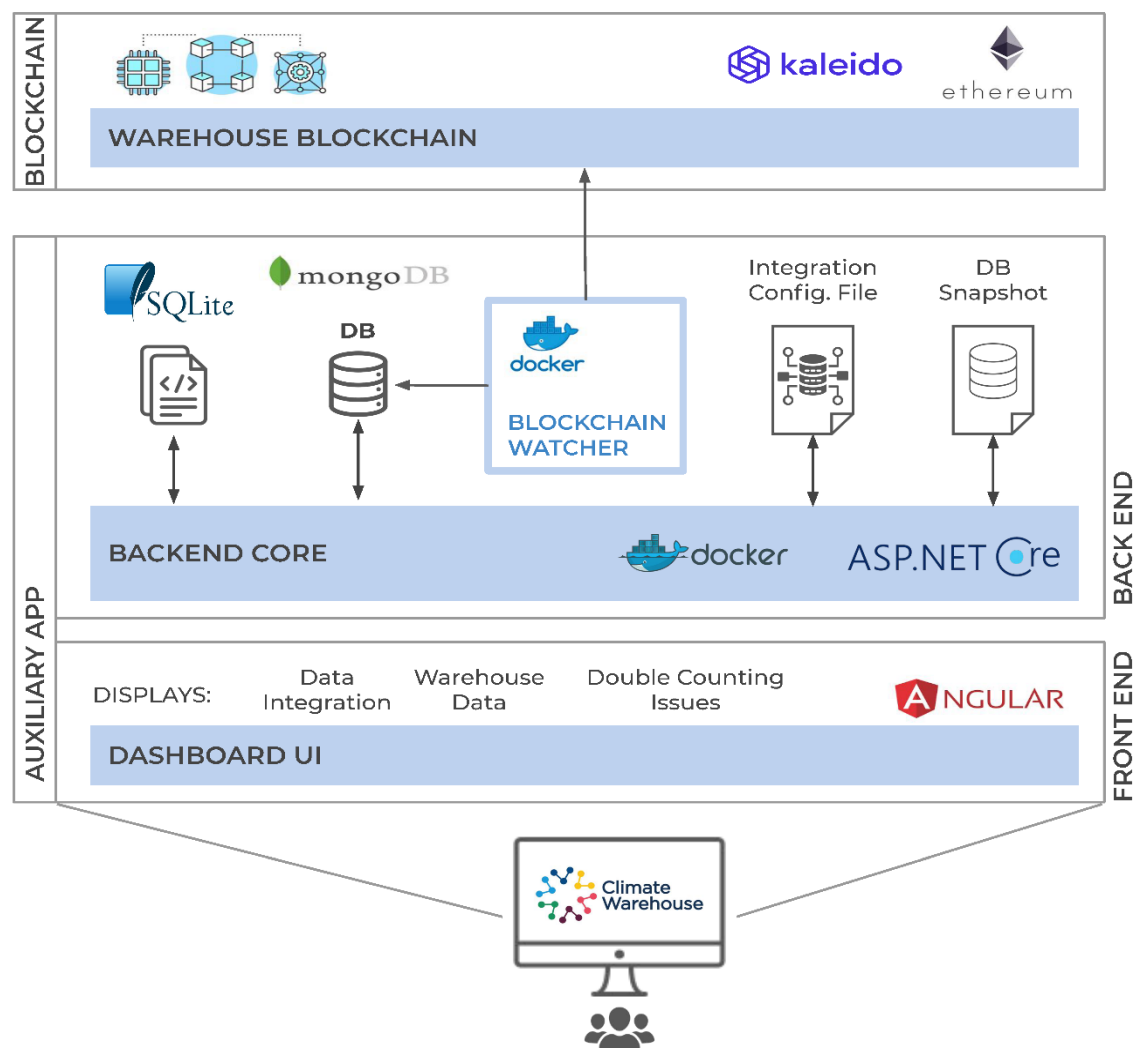 BLOCKCHAIN
kaleido
ethereum
WAREHOUSE BLOCKCHAIN
AUXILIARY APP
BACK END
SQLite
mongoDB
Integration
Config. File
DB
Snapshot
DB
</>
docker
BLOCKCHAIN
WATCHER
BACKEND CORE
docker
ASP.NET Core
FRONT END
DISPLAYS:
Data
Integration
Warehouse
Data
Double Counting
Issues
ANGULAR
DASHBOARD UI
Climate
Warehouse